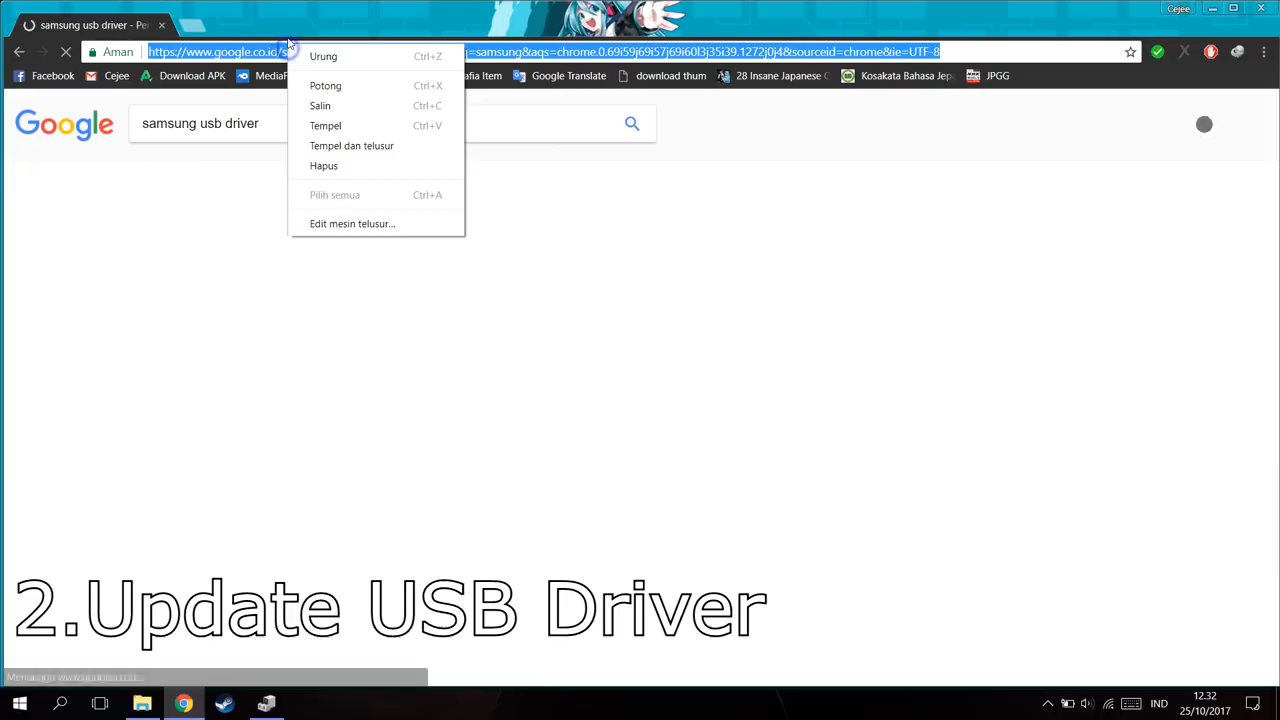 samsung usb driver - Pe
Cejee
Aman
https://www.google.co.id/s
=samsung&aqs=chrome.0.69i59j69i57j69i60l3j35i39.1272j0j4&sourceid=chrome&ie=UTF-8
Facebook
Cejee
Download APK
MediaF
afia Item
Google Translate
download thum
28 Insane Japanese C
Kosakata Bahasa Jepa
JPGG
Google
samsung usb driver
Urung Ctrl+Z
Potong Ctrl+X
Salin Ctrl+C
Tempel Ctrl+V
Tempel dan telusur
Hapus
Pilih semua Ctrl+A
Edit mesin telusur...
2.Update USB Driver
IND
12.32
25/10/2017